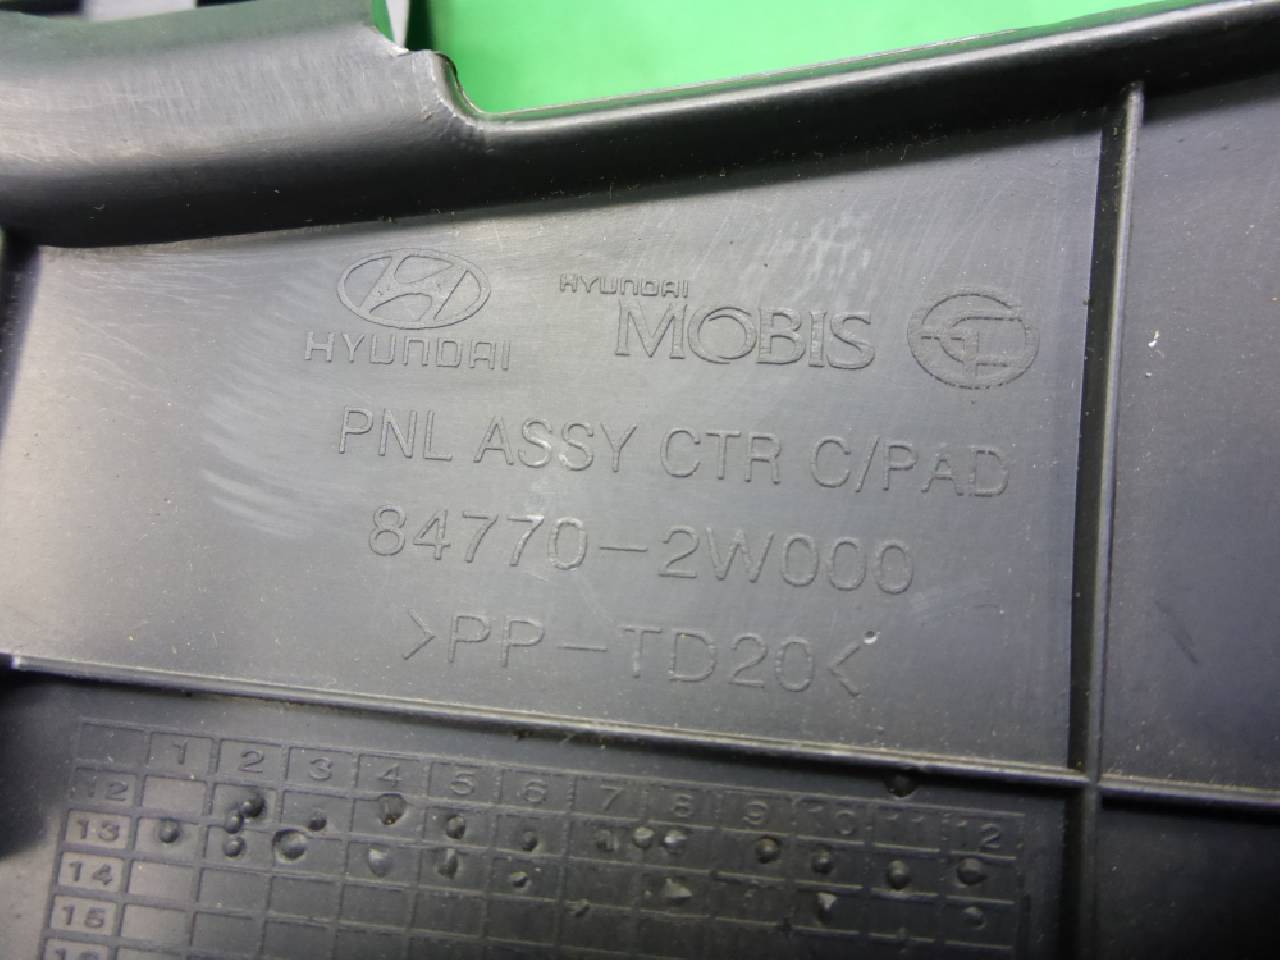 HYUNDAI
HYUNDAI
MOBIS
PNL ASSY CTR C/PAD
84770-2W000
>PP-TD20<
1 2 3 4 5 6 7 8 9 10 11 12
12
13
14
15